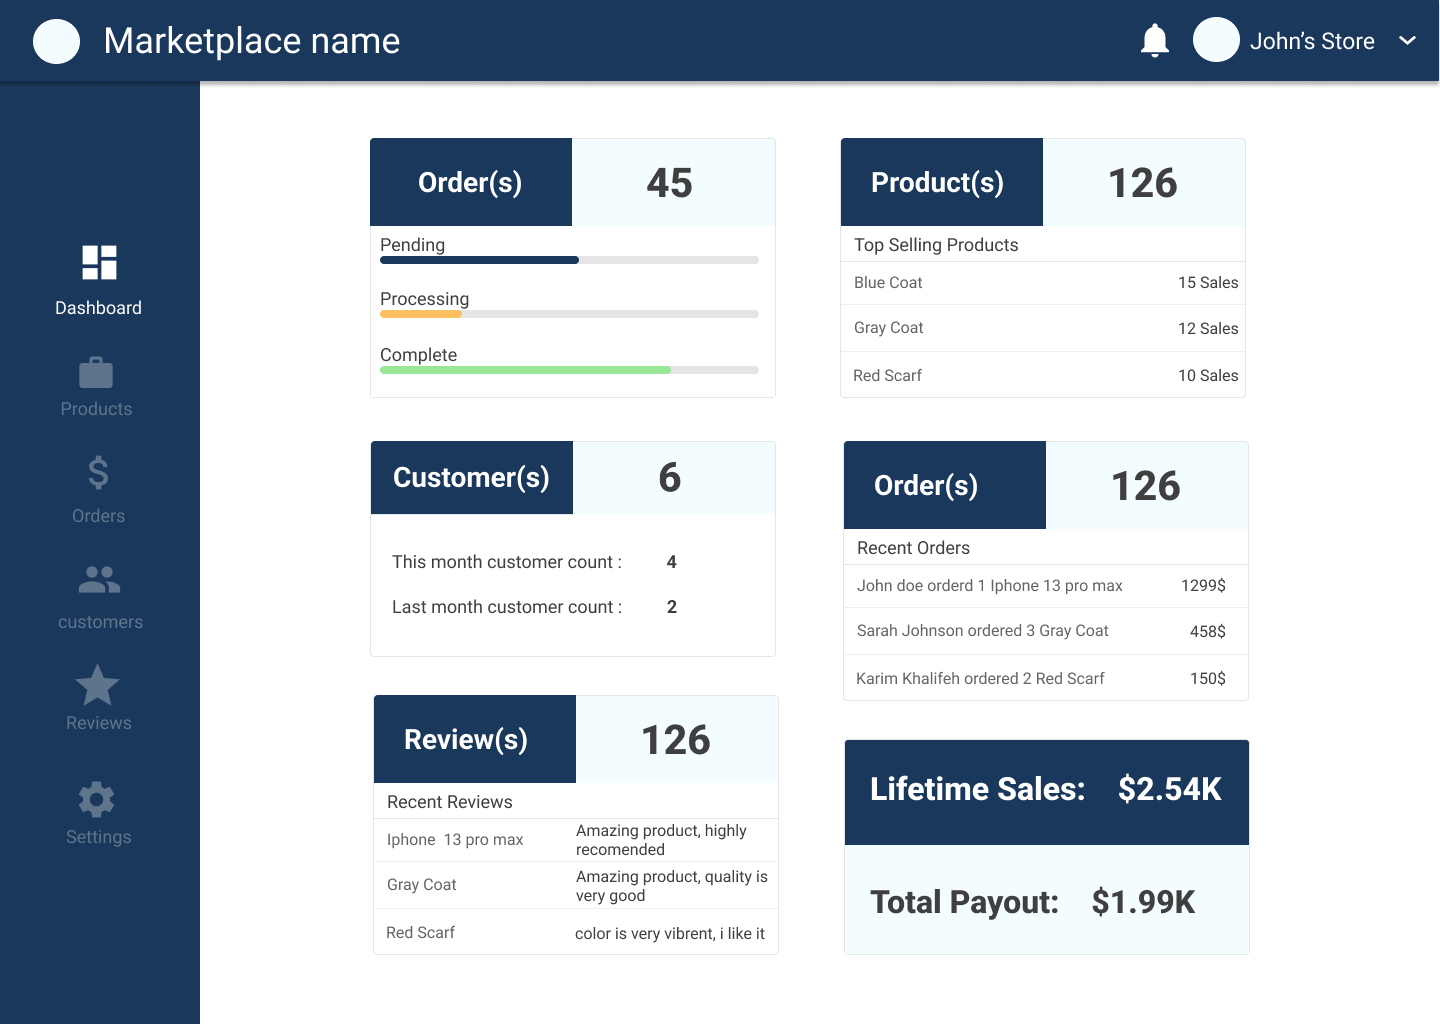 Marketplace name
John’s Store
Dashboard
Products
Orders
customers
Reviews
Settings
Order(s) 45
Pending
Processing
Complete
Product(s) 126
Top Selling Products
Blue Coat 15 Sales
Gray Coat 12 Sales
Red Scarf 10 Sales
Customer(s) 6
This month customer count : 4
Last month customer count : 2
Order(s) 126
Recent Orders
John doe orderd 1 Iphone 13 pro max 1299$
Sarah Johnson ordered 3 Gray Coat 458$
Karim Khalifeh ordered 2 Red Scarf 150$
Review(s) 126
Recent Reviews
Iphone 13 pro max Amazing product, highly
recomended
Gray Coat Amazing product, quality is
very good
Red Scarf color is very vibrent, i like it
Lifetime Sales: $2.54K
Total Payout: $1.99K